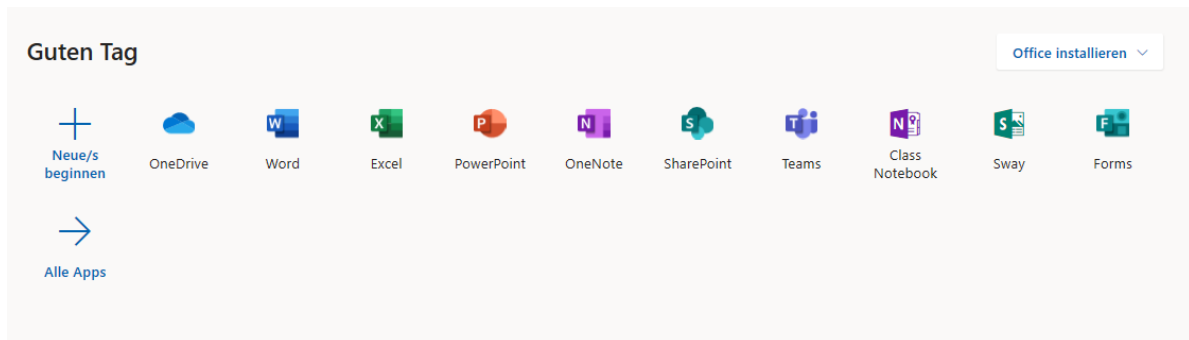 Guten Tag
Office installieren
Neue/s
beginnen
OneDrive
Word
Excel
PowerPoint
OneNote
SharePoint
Teams
Class
Notebook
Sway
Forms
Alle Apps